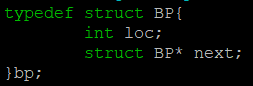 typedef struct BP{
        int loc;
        struct BP* next;
}bp;